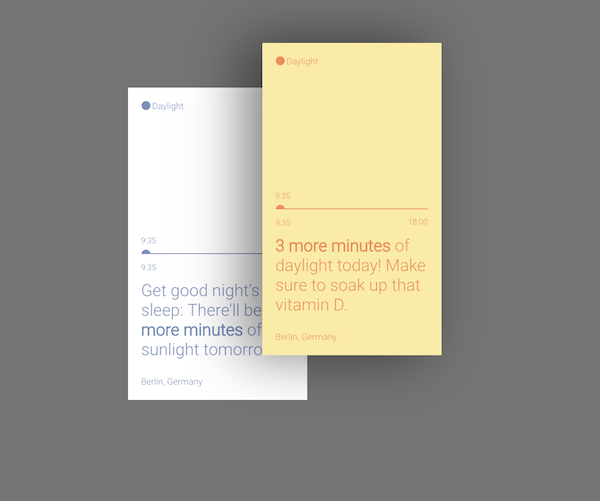 Daylight
9:35
9:35
Get good night's
sleep: There'll be
more minutes of
sunlight tomorro
Berlin, Germany
Daylight
9:35
9:35 18:00
3 more minutes of
daylight today! Make
sure to soak up that
vitamin D.
Berlin, Germany